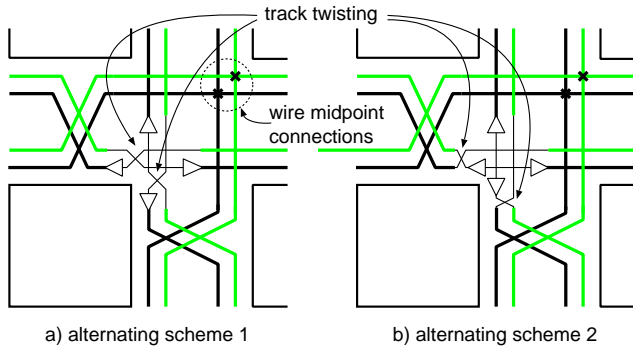 track twisting
wire midpoint
connections
a) alternating scheme 1
b) alternating scheme 2